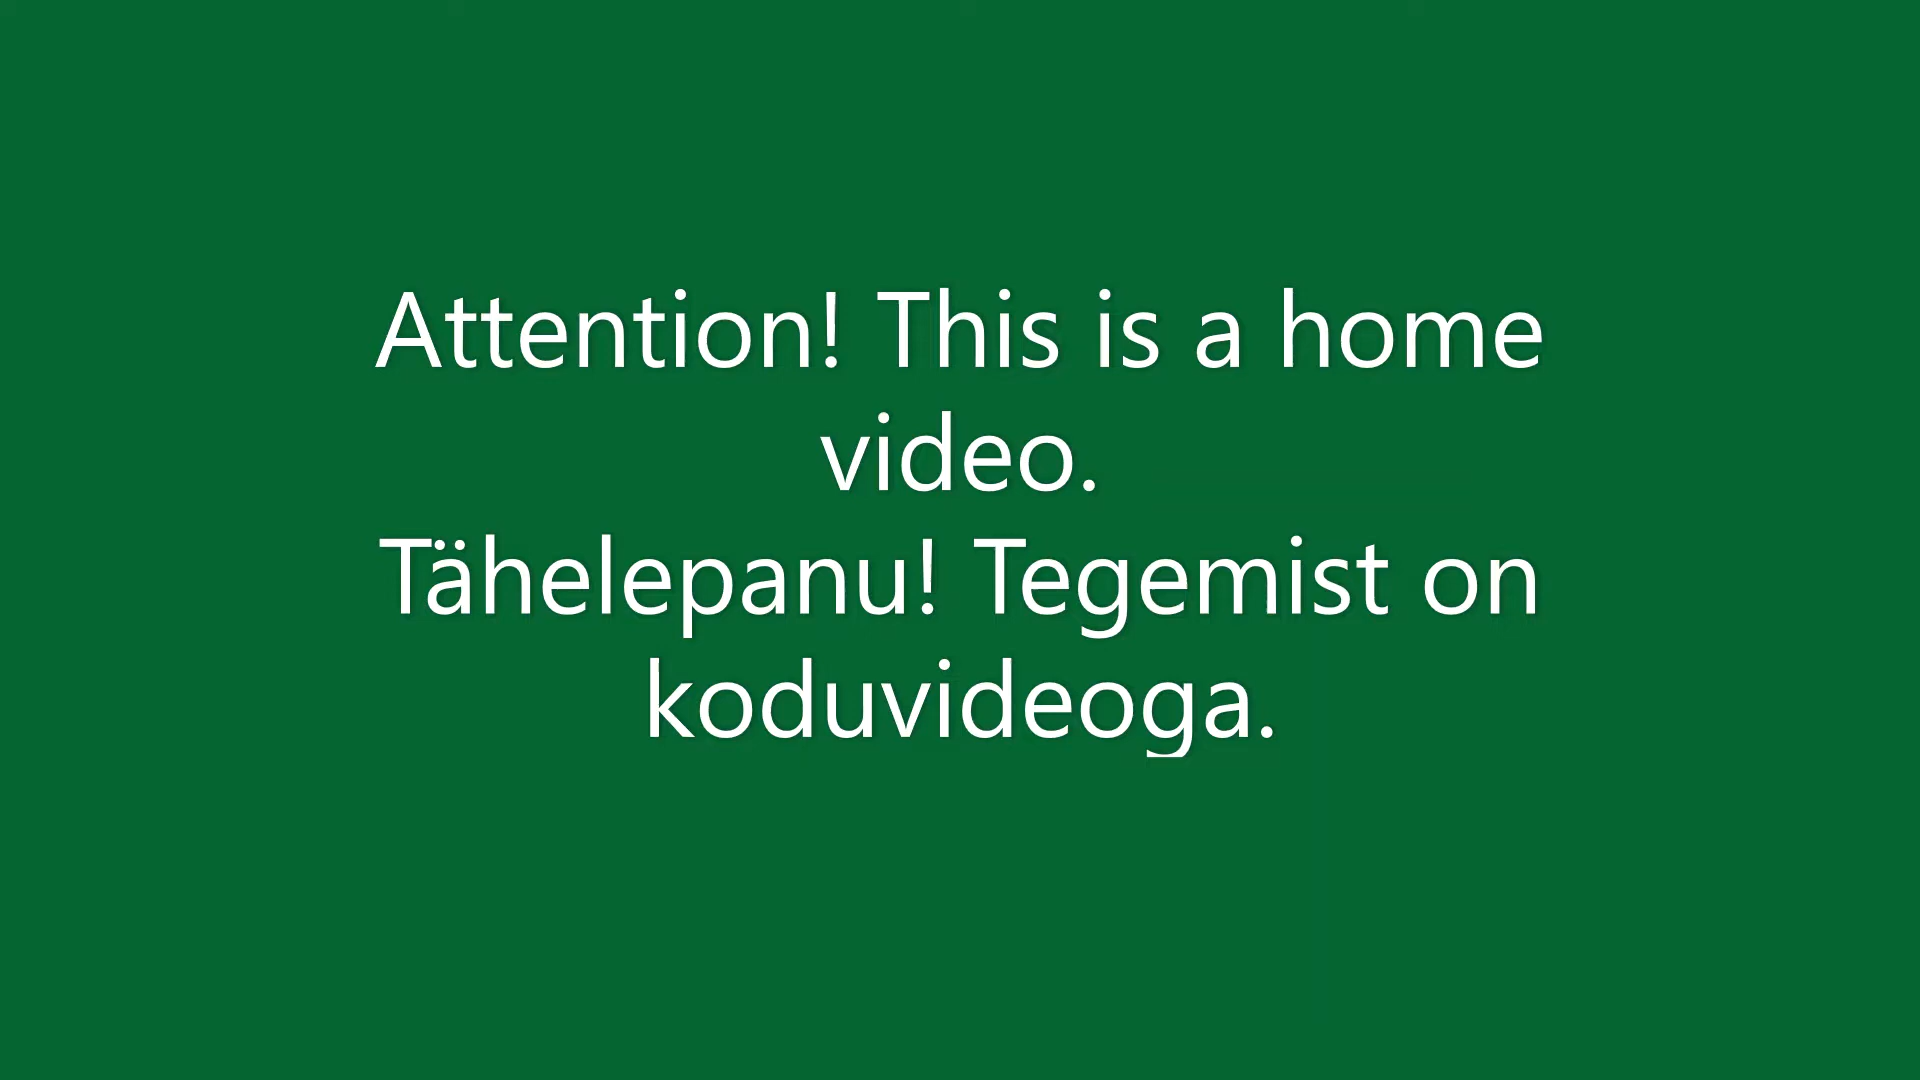 Attention! This is a home
video.
Tähelepanu! Tegemist on
koduvideoga.